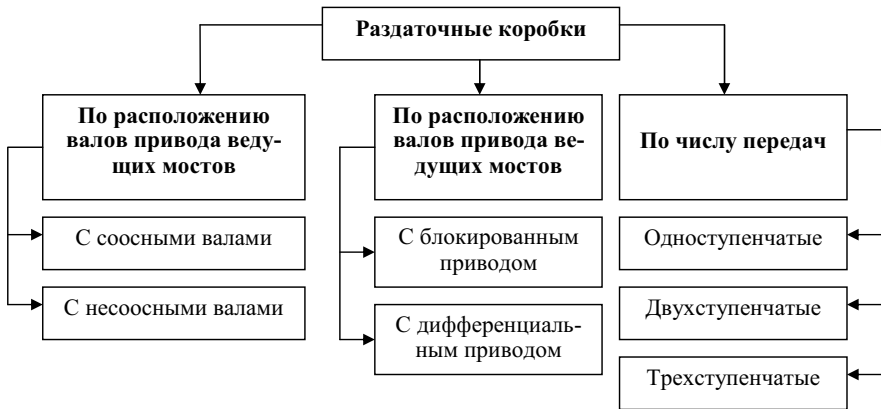 Раздаточные коробки
По расположению
валов привода веду-
щих мостов
С соосными валами
С несоосными валами
По расположению
валов привода ве-
дущих мостов
С блокированным
приводом
С дифференциаль-
ным приводом
По числу передач
Одноступенчатые
Двухступенчатые
Трехступенчатые